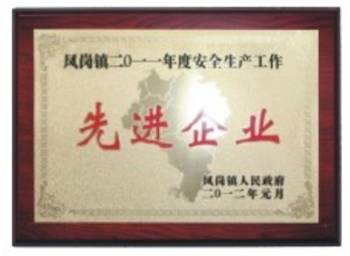 凤岗镇二〇一一年度安全生产工作
先进企业
凤岗镇人民政府
二〇一二年元月